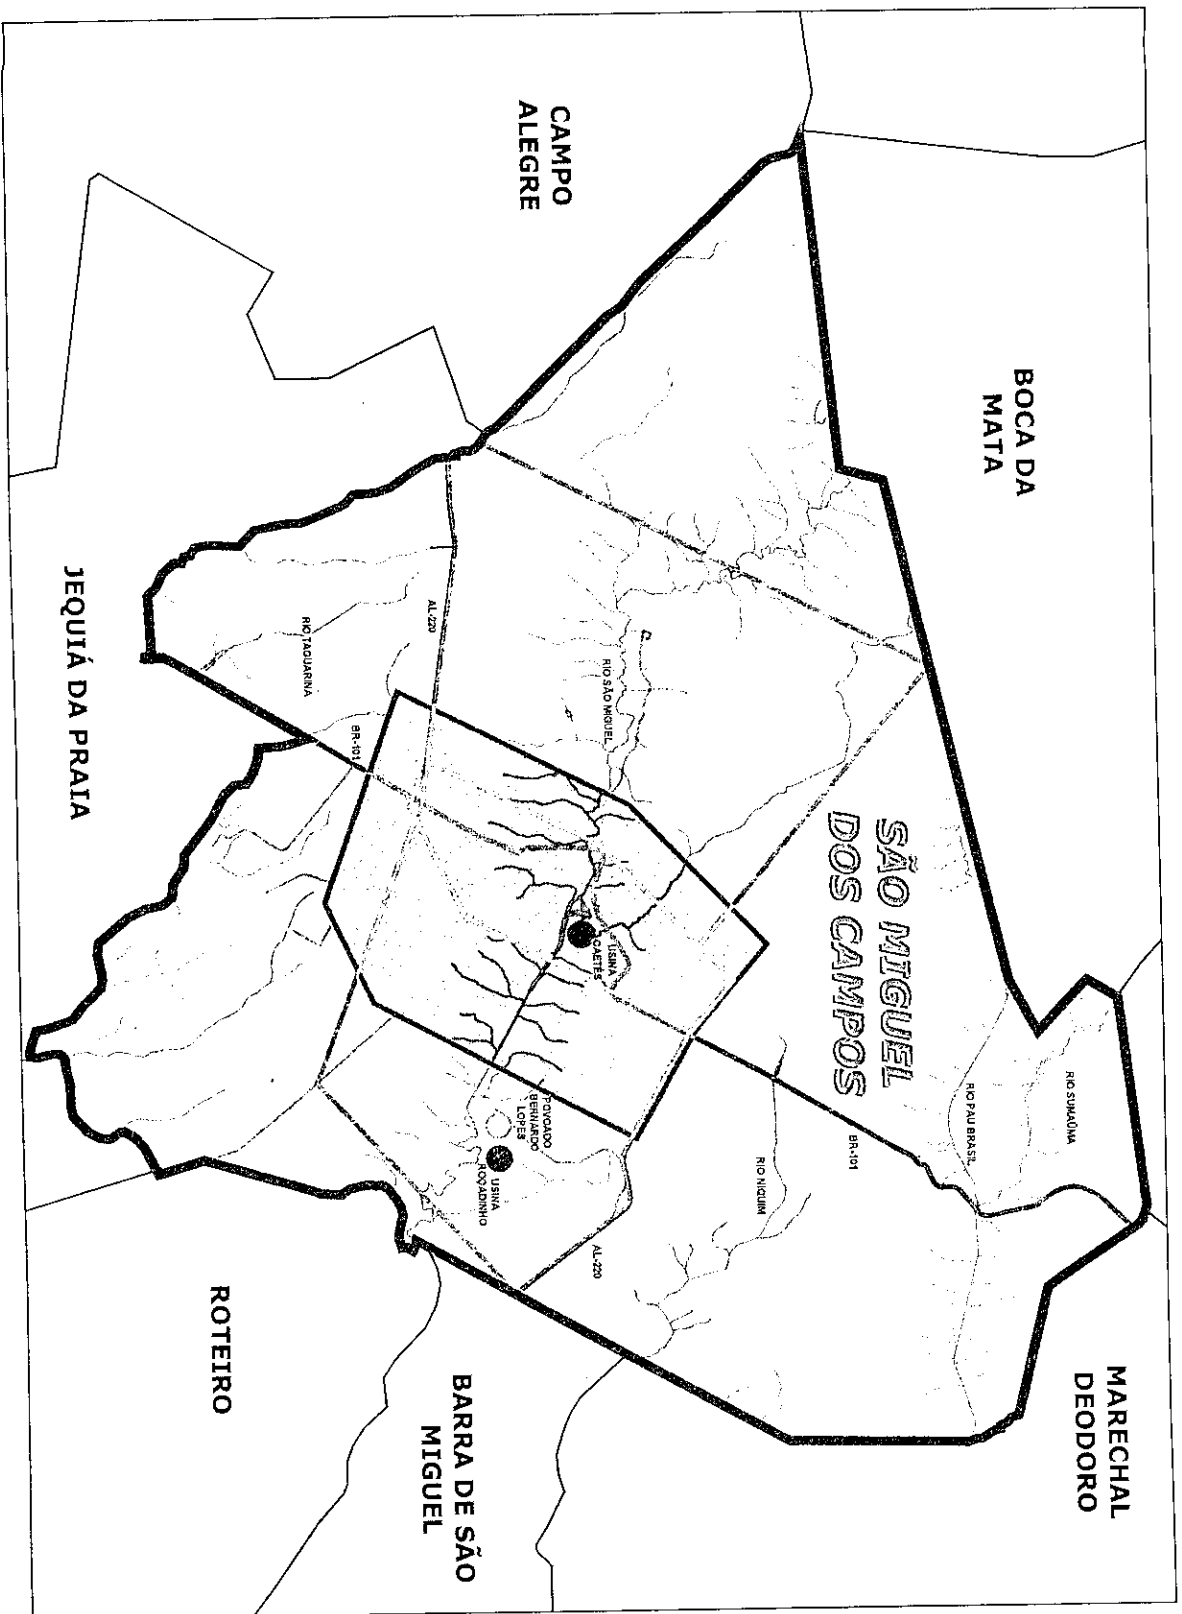 BOCA DA
MATA
MARECHAL
DEODORO
CAMPO
ALEGRE
SÃO MIGUEL
DOS CAMPOS
RIO SUMAÚMA
RIO PAU BRASIL
BR-101
RIO NIQUIM
RIO SÃO MIGUEL
USINA
CAETÉS
AL-220
POVOADO
BERNARDO
LOPES
USINA
ROÇADINHO
AL-220
RIO TAQUARINA
BR-101
JEQUIÁ DA PRAIA
ROTEIRO
BARRA DE SÃO
MIGUEL